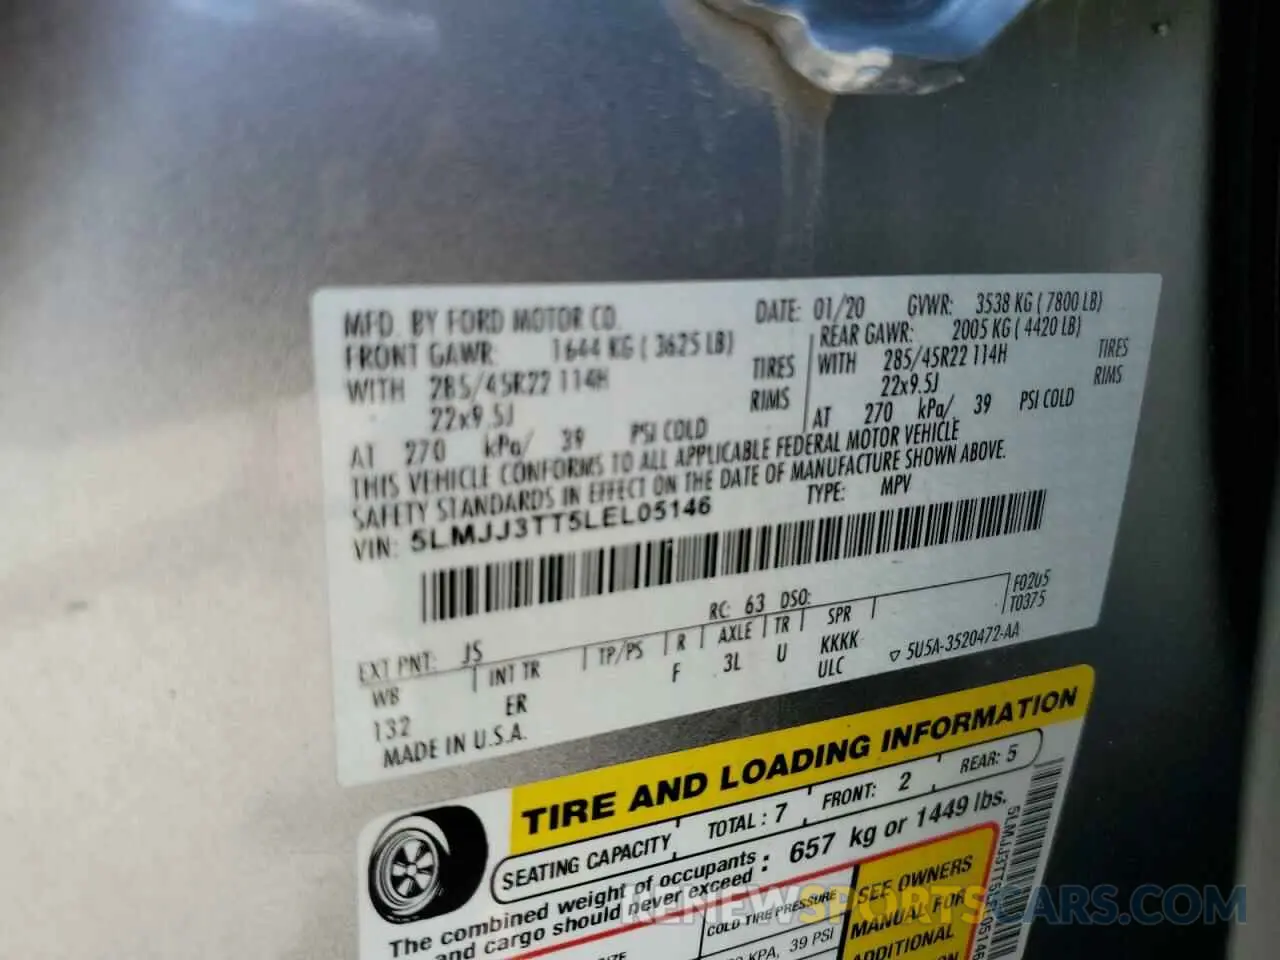 MFD. BY FORD MOTOR CO. DATE: 01/20 GVWR: 3538 KG ( 7800 LB)
FRONT GAWR: 1644 KG ( 3625 LB) REAR GAWR: 2005 KG ( 4420 LB)
WITH 285/45R22 114H TIRES WITH 285/45R22 114H TIRES
22x9.5J RIMS 22x9.5J RIMS
AT 270 kPa/ 39 PSI COLD AT 270 kPa/ 39 PSI COLD
THIS VEHICLE CONFORMS TO ALL APPLICABLE FEDERAL MOTOR VEHICLE
SAFETY STANDARDS IN EFFECT ON THE DATE OF MANUFACTURE SHOWN ABOVE.
VIN: 5LMJJ3TT5LEL05146 TYPE: MPV
EXT PNT: JS RC: 63 DSO: F0205
WB INT TR TP/PS R AXLE TR SPR T0375
132 ER F 3L U KKKK
ULC 5U5A-3520472-AA
MADE IN U.S.A.
TIRE AND LOADING INFORMATION
SEATING CAPACITY TOTAL : 7 FRONT: 2 REAR: 5
The combined weight of occupants
and cargo should never exceed : 657 kg or 1449 lbs.
COLD TIRE PRESSURE
KPA, 39 PSI
SEE OWNERS
MANUAL FOR
ADDITIONAL
RENEWSPORTSCARS.COM